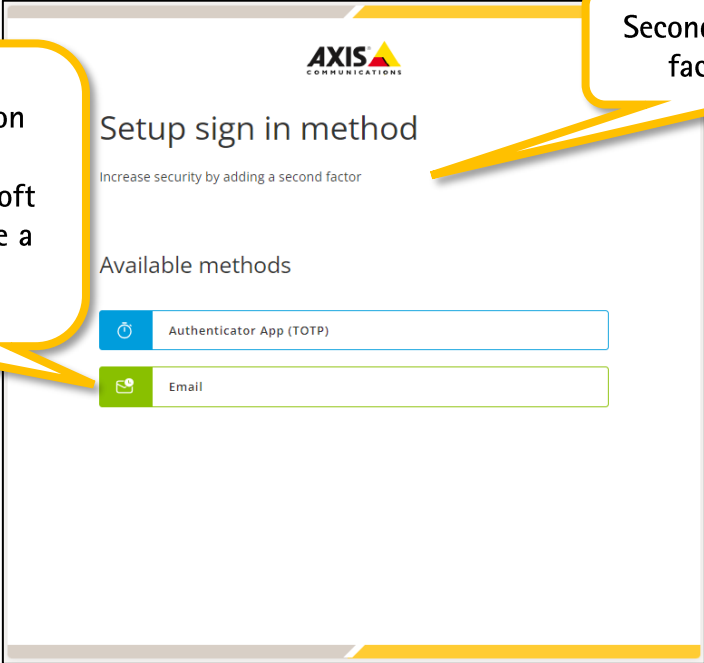 Second
fac
AXIS
COMMUNICATIONS
on
oft
e a
Setup sign in method
Increase security by adding a second factor
Available methods
Authenticator App (TOTP)
Email